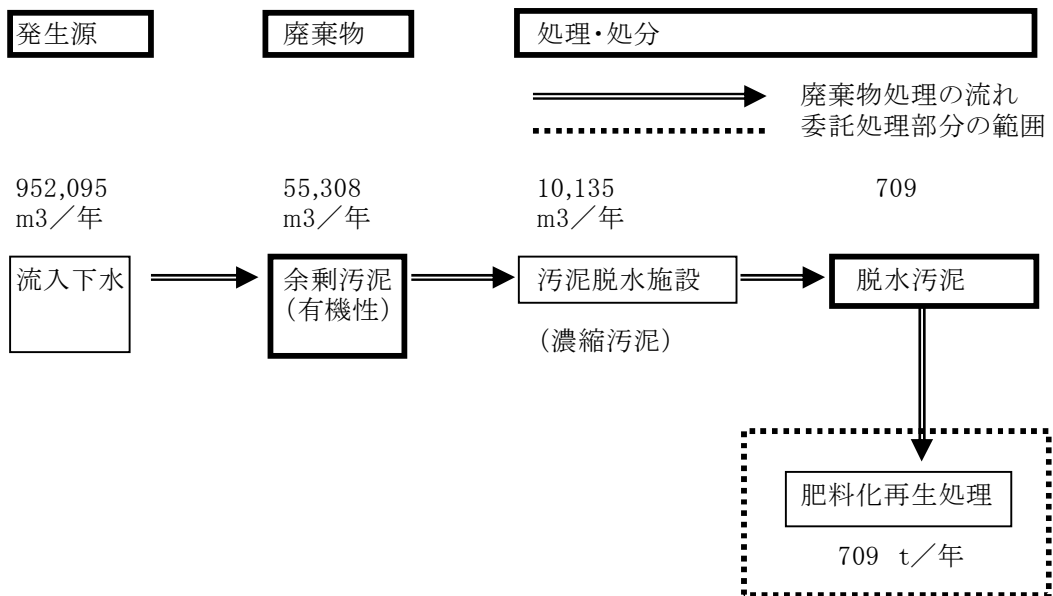 発生源
廃棄物
処理・処分
廃棄物処理の流れ
委託処理部分の範囲
952,095
m3／年
55,308
m3／年
10,135
m3／年
709
流入下水
余剰汚泥
（有機性）
汚泥脱水施設
（濃縮汚泥）
脱水汚泥
肥料化再生処理
709 t／年